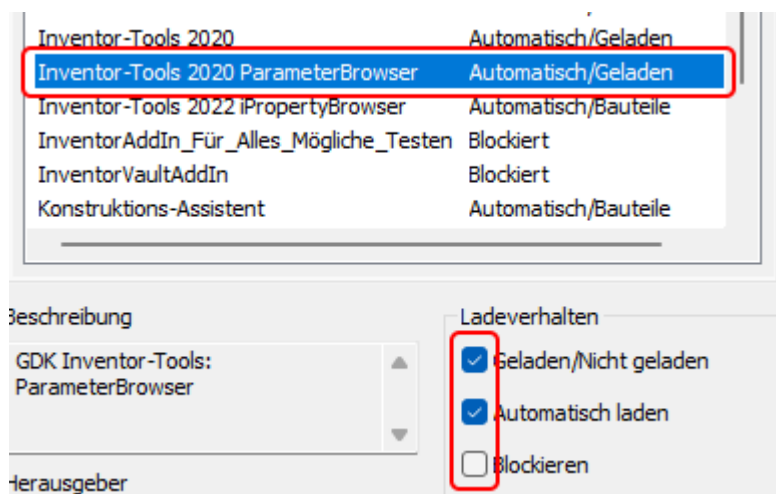 Inventor-Tools 2020 Automatisch/Geladen
Inventor-Tools 2020 ParameterBrowser Automatisch/Geladen
Inventor-Tools 2022 iPropertyBrowser Automatisch/Bauteile
InventorAddIn_Für_Alles_Mögliche_Testen Blockiert
InventorVaultAddIn Blockiert
Konstruktions-Assistent Automatisch/Bauteile
Beschreibung
GDK Inventor-Tools:
ParameterBrowser
Ladeverhalten
Geladen/Nicht geladen
Automatisch laden
Blockieren
Herausgeber